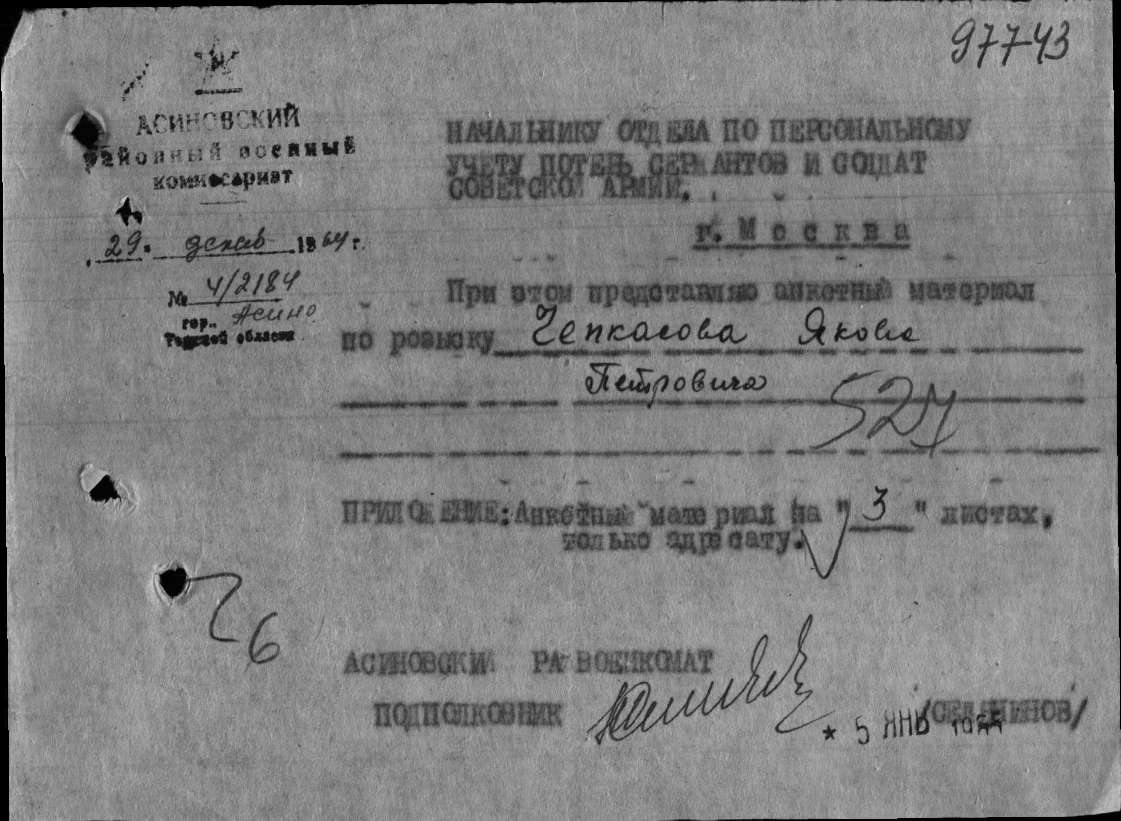 97743
АСИНОВСКИЙ
районный военный
комиссариат
„29" декаб 1964 г.
№ 4/2184
гор. Асино
Томской области
НАЧАЛЬНИКУ ОТДЕЛА ПО ПЕРСОНАЛЬНОМУ
УЧЕТУ ПОТЕРЬ СЕРЖАНТОВ И СОЛДАТ
СОВЕТСКОЙ АРМИИ.
г. Москва
При этом представляю анкетный материал
по розыску Чепкасова Якова
Петровича
527
ПРИЛОЖЕНИЕ: Анкетный материал на "3" листах,
только адресату.
26
АСИНОВСКИЙ РАЙВОЕНКОМАТ
ПОДПОЛКОВНИК
* 5 ЯНВ